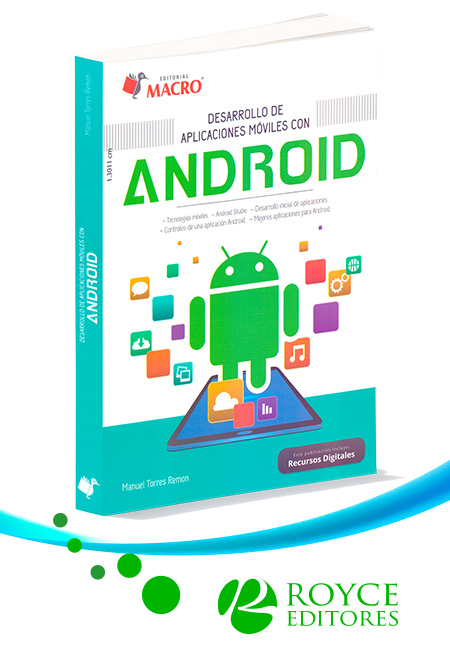 EDITORIAL
MACRO®
DESARROLLO DE
APLICACIONES MÓVILES CON
ANDROID
- Tecnologías móviles - Android Studio - Desarrollo inicial de aplicaciones
- Controles de una aplicación Android - Mejores aplicaciones para Android
Esta publicación incluye:
Recursos Digitales
Manuel Torres Remon
Manuel Torres Remon
1.3011 cm
DESARROLLO DE APLICACIONES MÓVILES CON
ANDROID
ROYCE
EDITORES